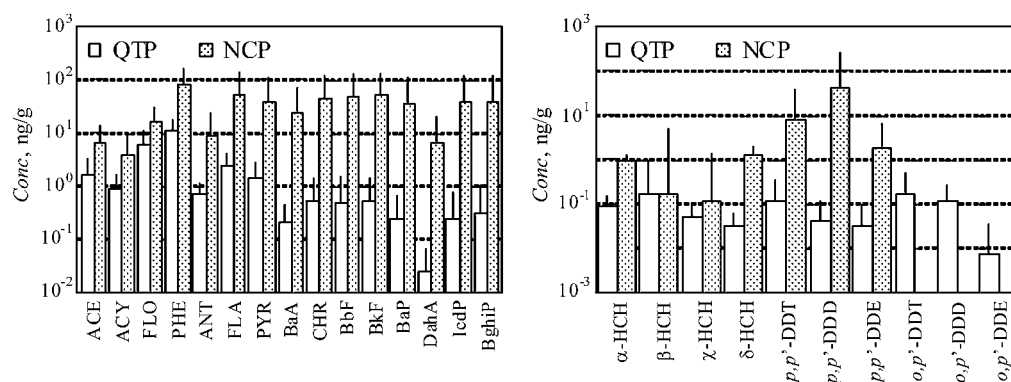 10³
10²
10¹
10⁰
10⁻¹
10⁻²
Conc, ng/g
QTP
NCP
ACE
ACY
FLO
PHE
ANT
FLA
PYR
BaA
CHR
BbF
BkF
BaP
DahA
IcdP
BghiP
10³
10¹
10⁻¹
10⁻³
Conc, ng/g
QTP
NCP
α-HCH
β-HCH
χ-HCH
δ-HCH
p,p’-DDT
p,p’-DDD
p,p’-DDE
o,p’-DDT
o,p’-DDD
o,p’-DDE